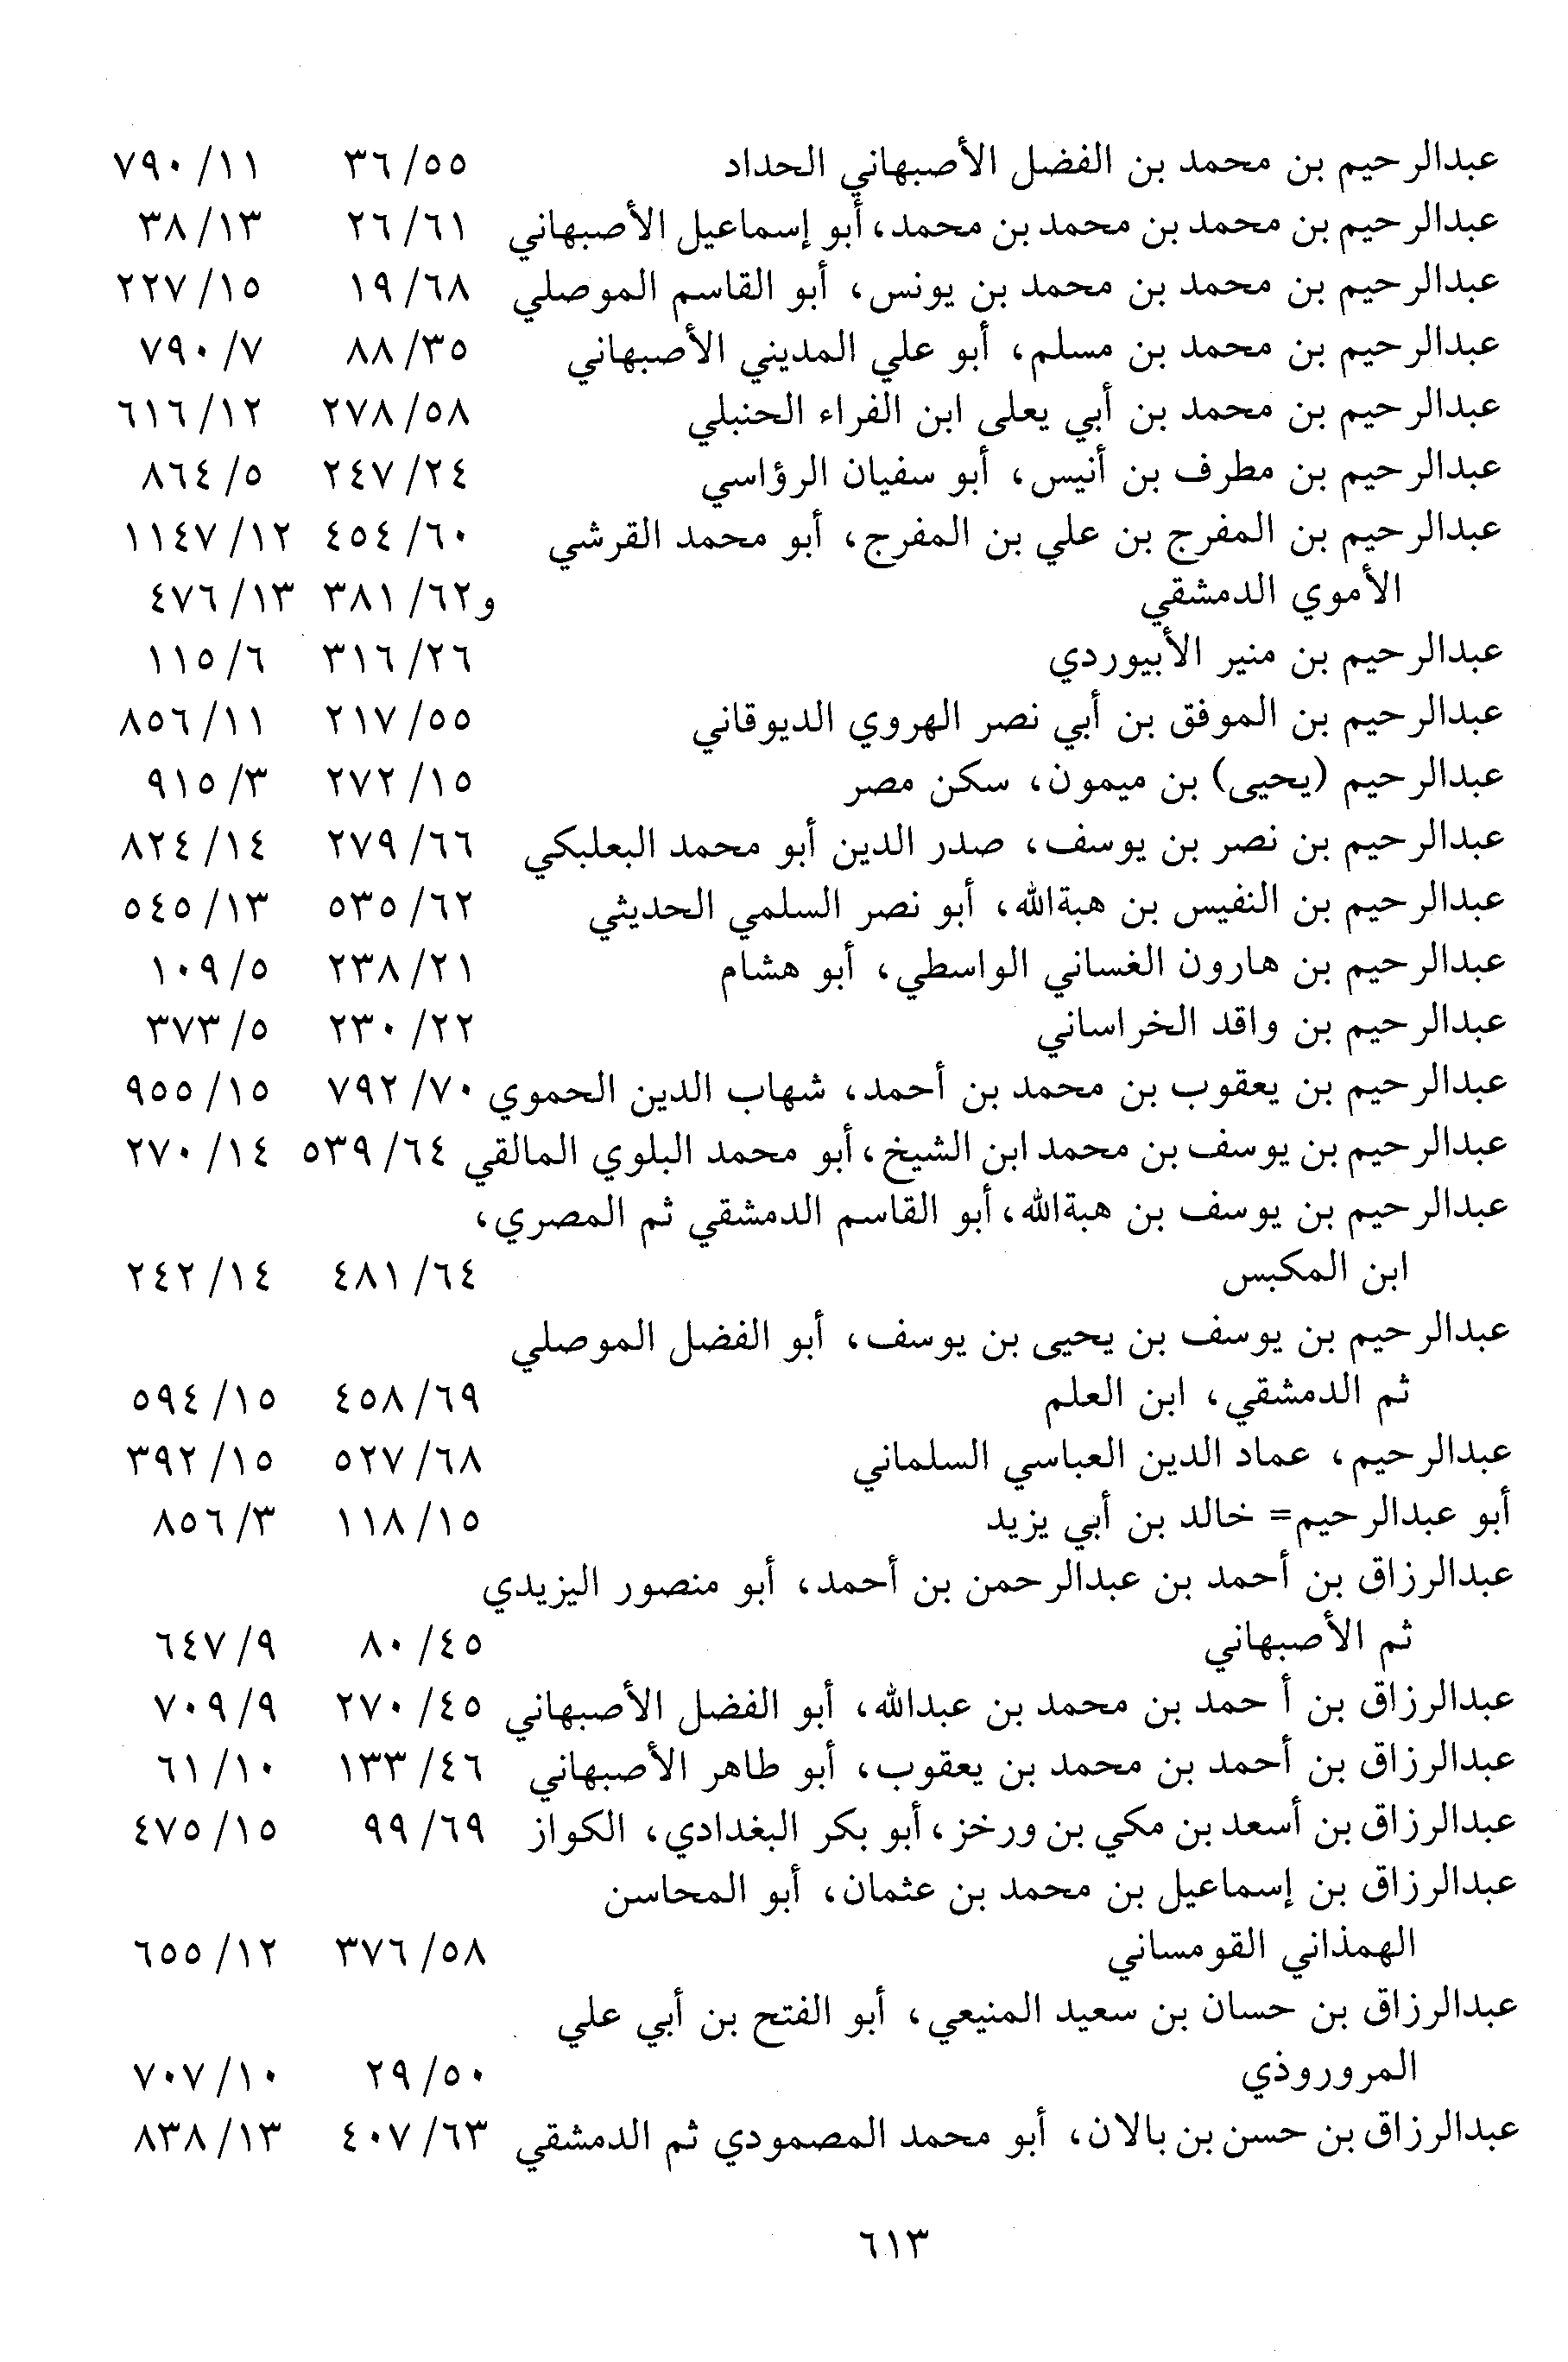 عبدالرحيم بن محمد بن الفضل الأصبهاني الحداد ٥٥/ ٣٦ ١١/ ٧٩٠
عبدالرحيم بن محمد بن محمد بن محمد، أبو إسماعيل الأصبهاني ٦١/ ٢٦ ١٣/ ٣٨
عبدالرحيم بن محمد بن محمد بن يونس، أبو القاسم الموصلي ٦٨/ ١٩ ١٥/ ٢٢٧
عبدالرحيم بن محمد بن مسلم، أبو علي المديني الأصبهاني ٣٥/ ٨٨ ٧/ ٧٩٠
عبدالرحيم بن محمد بن أبي يعلى ابن الفراء الحنبلي ٥٨/ ٢٧٨ ١٢/ ٦١٦
عبدالرحيم بن مطرف بن أنيس، أبو سفيان الرؤاسي ٢٤/ ٢٤٧ ٥/ ٨٦٤
عبدالرحيم بن المفرج بن علي بن المفرج، أبو محمد القرشي ٦٠/ ٤٥٤ ١٢/ ١١٤٧
الأموي الدمشقي و٦٢/ ٣٨١ ١٣/ ٤٧٦
عبدالرحيم بن منير الأبيوردي ٢٦/ ٣١٦ ٦/ ١١٥
عبدالرحيم بن الموفق بن أبي نصر الهروي الديوقاني ٥٥/ ٢١٧ ١١/ ٨٥٦
عبدالرحيم (يحيى) بن ميمون، سكن مصر ١٥/ ٢٧٢ ٣/ ٩١٥
عبدالرحيم بن نصر بن يوسف، صدر الدين أبو محمد البعلبكي ٦٦/ ٢٧٩ ١٤/ ٨٢٤
عبدالرحيم بن النفيس بن هبةالله، أبو نصر السلمي الحديثي ٦٢/ ٥٣٥ ١٣/ ٥٤٥
عبدالرحيم بن هارون الغساني الواسطي، أبو هشام ٢١/ ٢٣٨ ٥/ ١٠٩
عبدالرحيم بن واقد الخراساني ٢٢/ ٢٣٠ ٥/ ٣٧٣
عبدالرحيم بن يعقوب بن محمد بن أحمد، شهاب الدين الحموي ٧٠/ ٧٩٢ ١٥/ ٩٥٥
عبدالرحيم بن يوسف بن محمد ابن الشيخ، أبو محمد البلوي المالقي ٦٤/ ٥٣٩ ١٤/ ٢٧٠
عبدالرحيم بن يوسف بن هبةالله، أبو القاسم الدمشقي ثم المصري،
ابن المكبس ٦٤/ ٤٨١ ١٤/ ٢٤٢
عبدالرحيم بن يوسف بن يحيى بن يوسف، أبو الفضل الموصلي
ثم الدمشقي، ابن العلم ٦٩/ ٤٥٨ ١٥/ ٥٩٤
عبدالرحيم، عماد الدين العباسي السلماني ٦٨/ ٥٢٧ ١٥/ ٣٩٢
أبو عبدالرحيم= خالد بن أبي يزيد ١٥/ ١١٨ ٣/ ٨٥٦
عبدالرزاق بن أحمد بن عبدالرحمن بن أحمد، أبو منصور اليزيدي
ثم الأصبهاني ٤٥/ ٨٠ ٩/ ٦٤٧
عبدالرزاق بن أ حمد بن محمد بن عبدالله، أبو الفضل الأصبهاني ٤٥/ ٢٧٠ ٩/ ٧٠٩
عبدالرزاق بن أحمد بن محمد بن يعقوب، أبو طاهر الأصبهاني ٤٦/ ١٣٣ ١٠/ ٦١
عبدالرزاق بن أسعد بن مكي بن ورخز، أبو بكر البغدادي، الكواز ٦٩/ ٩٩ ١٥/ ٤٧٥
عبدالرزاق بن إسماعيل بن محمد بن عثمان، أبو المحاسن
الهمذاني القومساني ٥٨/ ٣٧٦ ١٢/ ٦٥٥
عبدالرزاق بن حسان بن سعيد المنيعي، أبو الفتح بن أبي علي
المروروذي ٥٠/ ٢٩ ١٠/ ٧٠٧
عبدالرزاق بن حسن بن بالان، أبو محمد المصمودي ثم الدمشقي ٦٣/ ٤٠٧ ١٣/ ٨٣٨
٦١٣